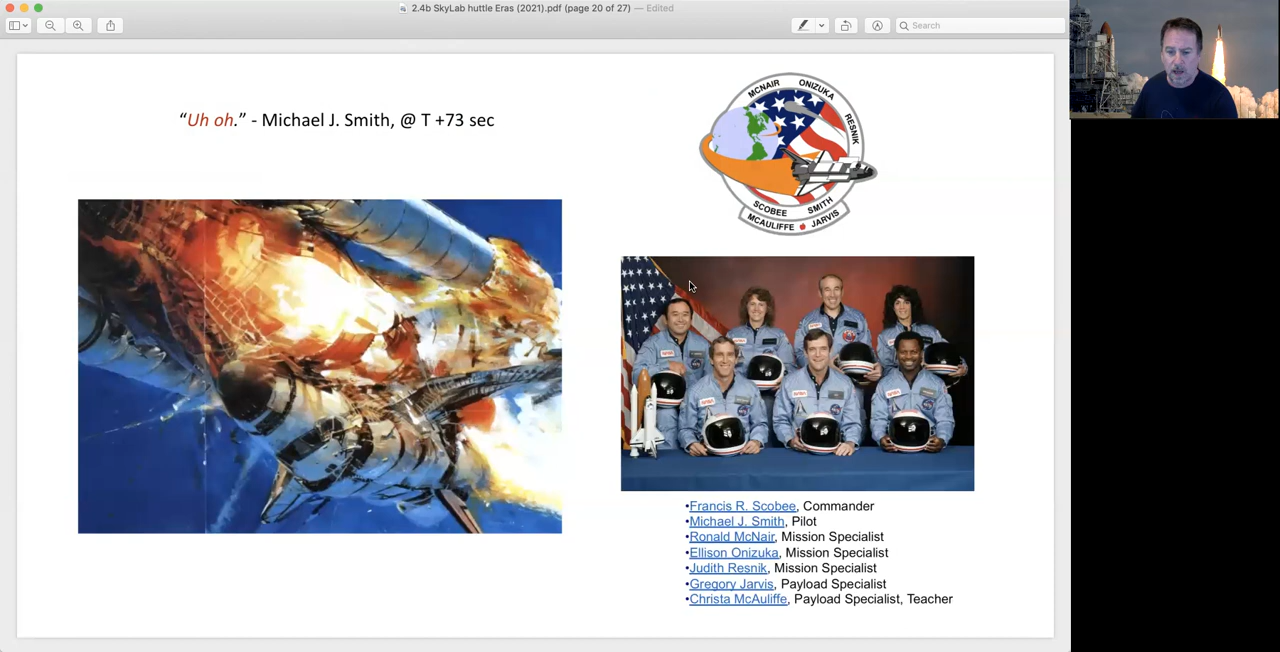 2.4b SkyLab huttle Eras (2021).pdf (page 20 of 27) — Edited
Search
“Uh oh.” - Michael J. Smith, @ T +73 sec
MCNAIR ONIZUKA RESNIK
SCOBEE SMITH
MCAULIFFE JARVIS
•Francis R. Scobee, Commander
•Michael J. Smith, Pilot
•Ronald McNair, Mission Specialist
•Ellison Onizuka, Mission Specialist
•Judith Resnik, Mission Specialist
•Gregory Jarvis, Payload Specialist
•Christa McAuliffe, Payload Specialist, Teacher